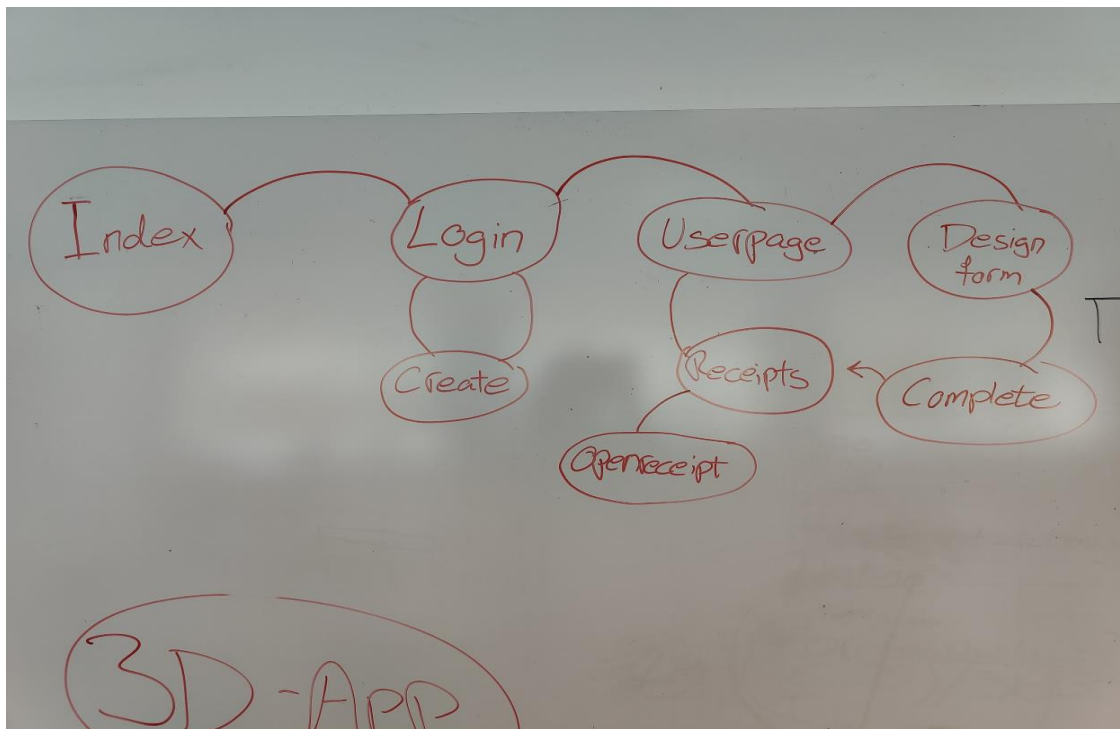 Index
Login
Userpage
Design
form
Create
Receipts
Complete
Openreceipt
3D-App